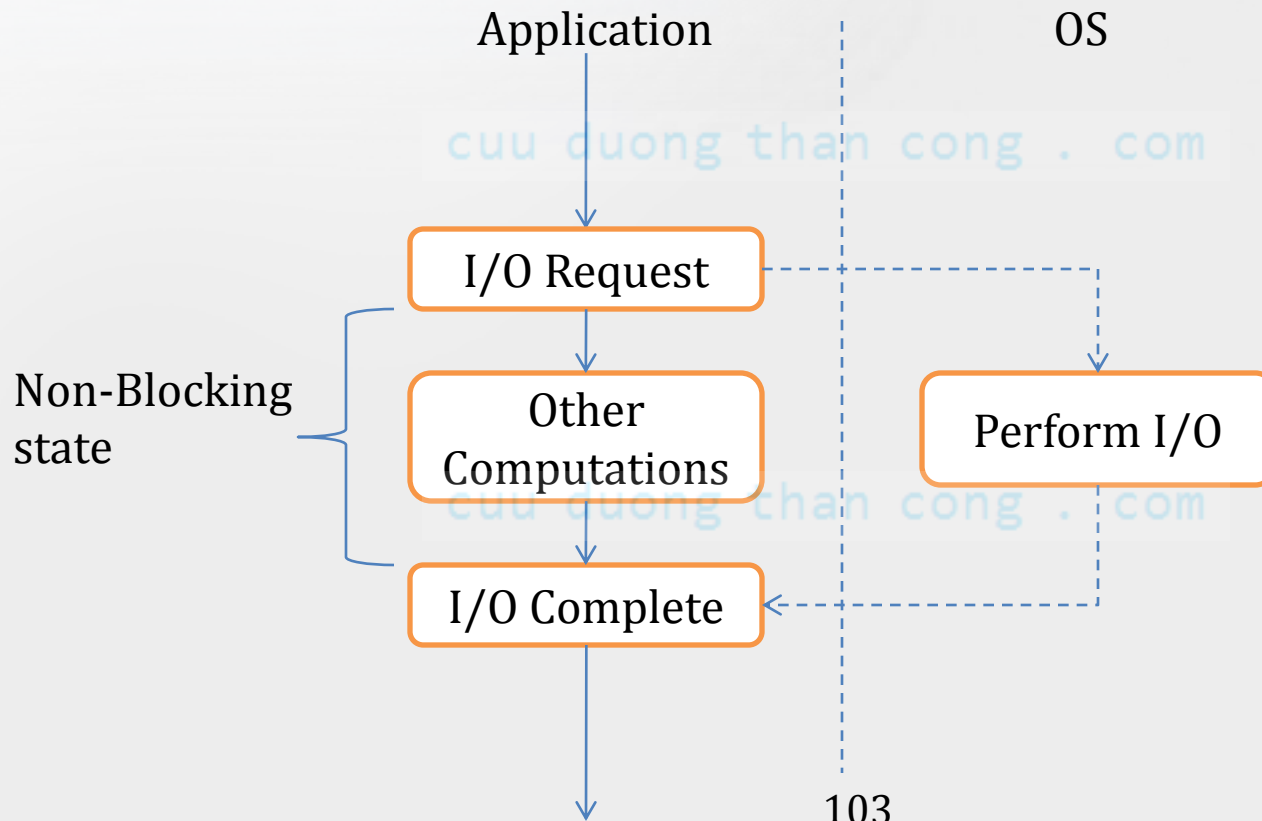 Application
OS
cuu duong than cong . com
I/O Request
Non-Blocking
state
Other
Computations
Perform I/O
cuu duong than cong . com
I/O Complete
103